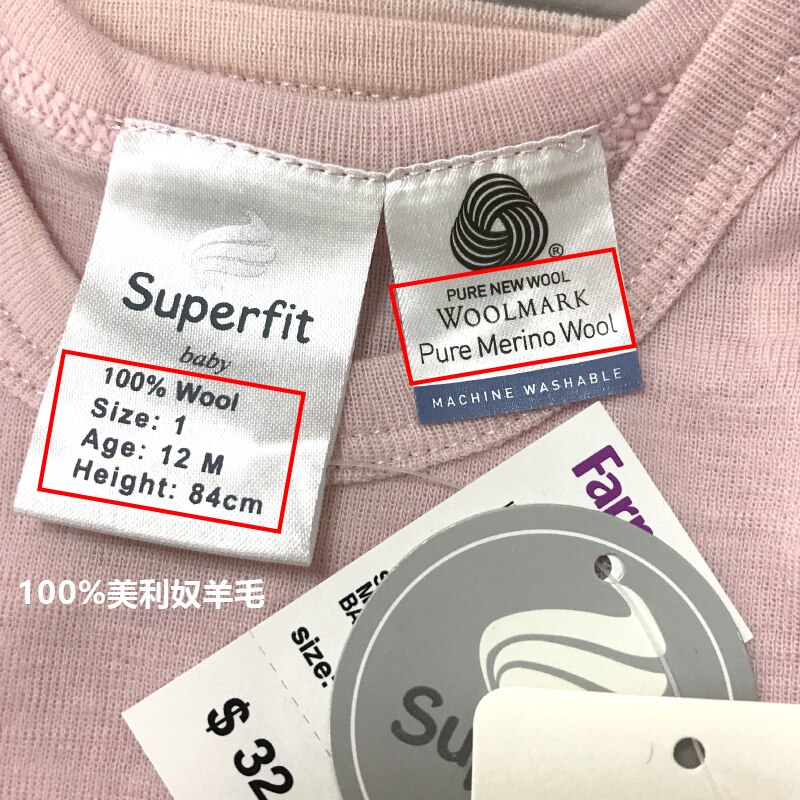 Superfit
baby
100% Wool
Size: 1
Age: 12 M
Height: 84cm
®
PURE NEW WOOL
WOOLMARK
Pure Merino Wool
MACHINE WASHABLE
100%美利奴羊毛
size:
$ 32